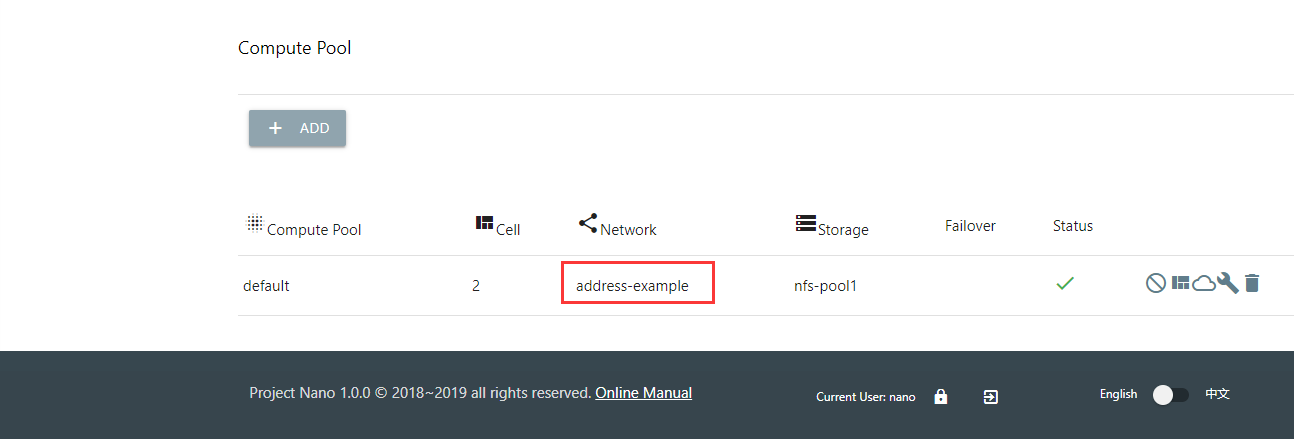 Compute Pool
+ ADD
Compute Pool Cell Network Storage Failover Status
default 2 address-example nfs-pool1
Project Nano 1.0.0 © 2018~2019 all rights reserved. Online Manual Current User: nano English 中文